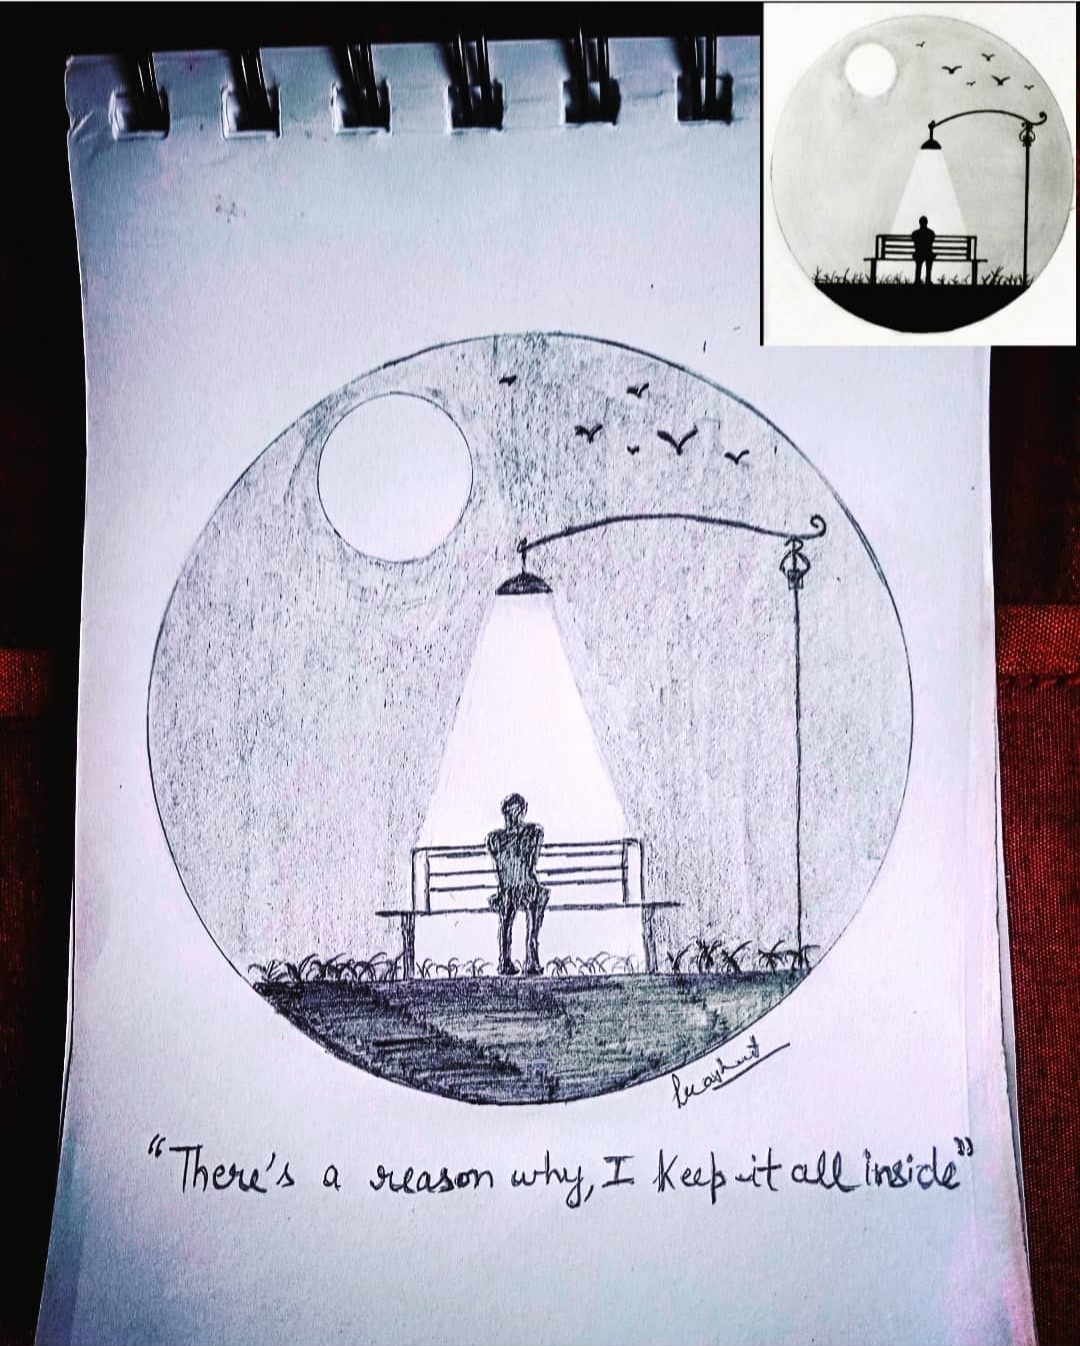 “There's a reason why, I Keep it all inside”